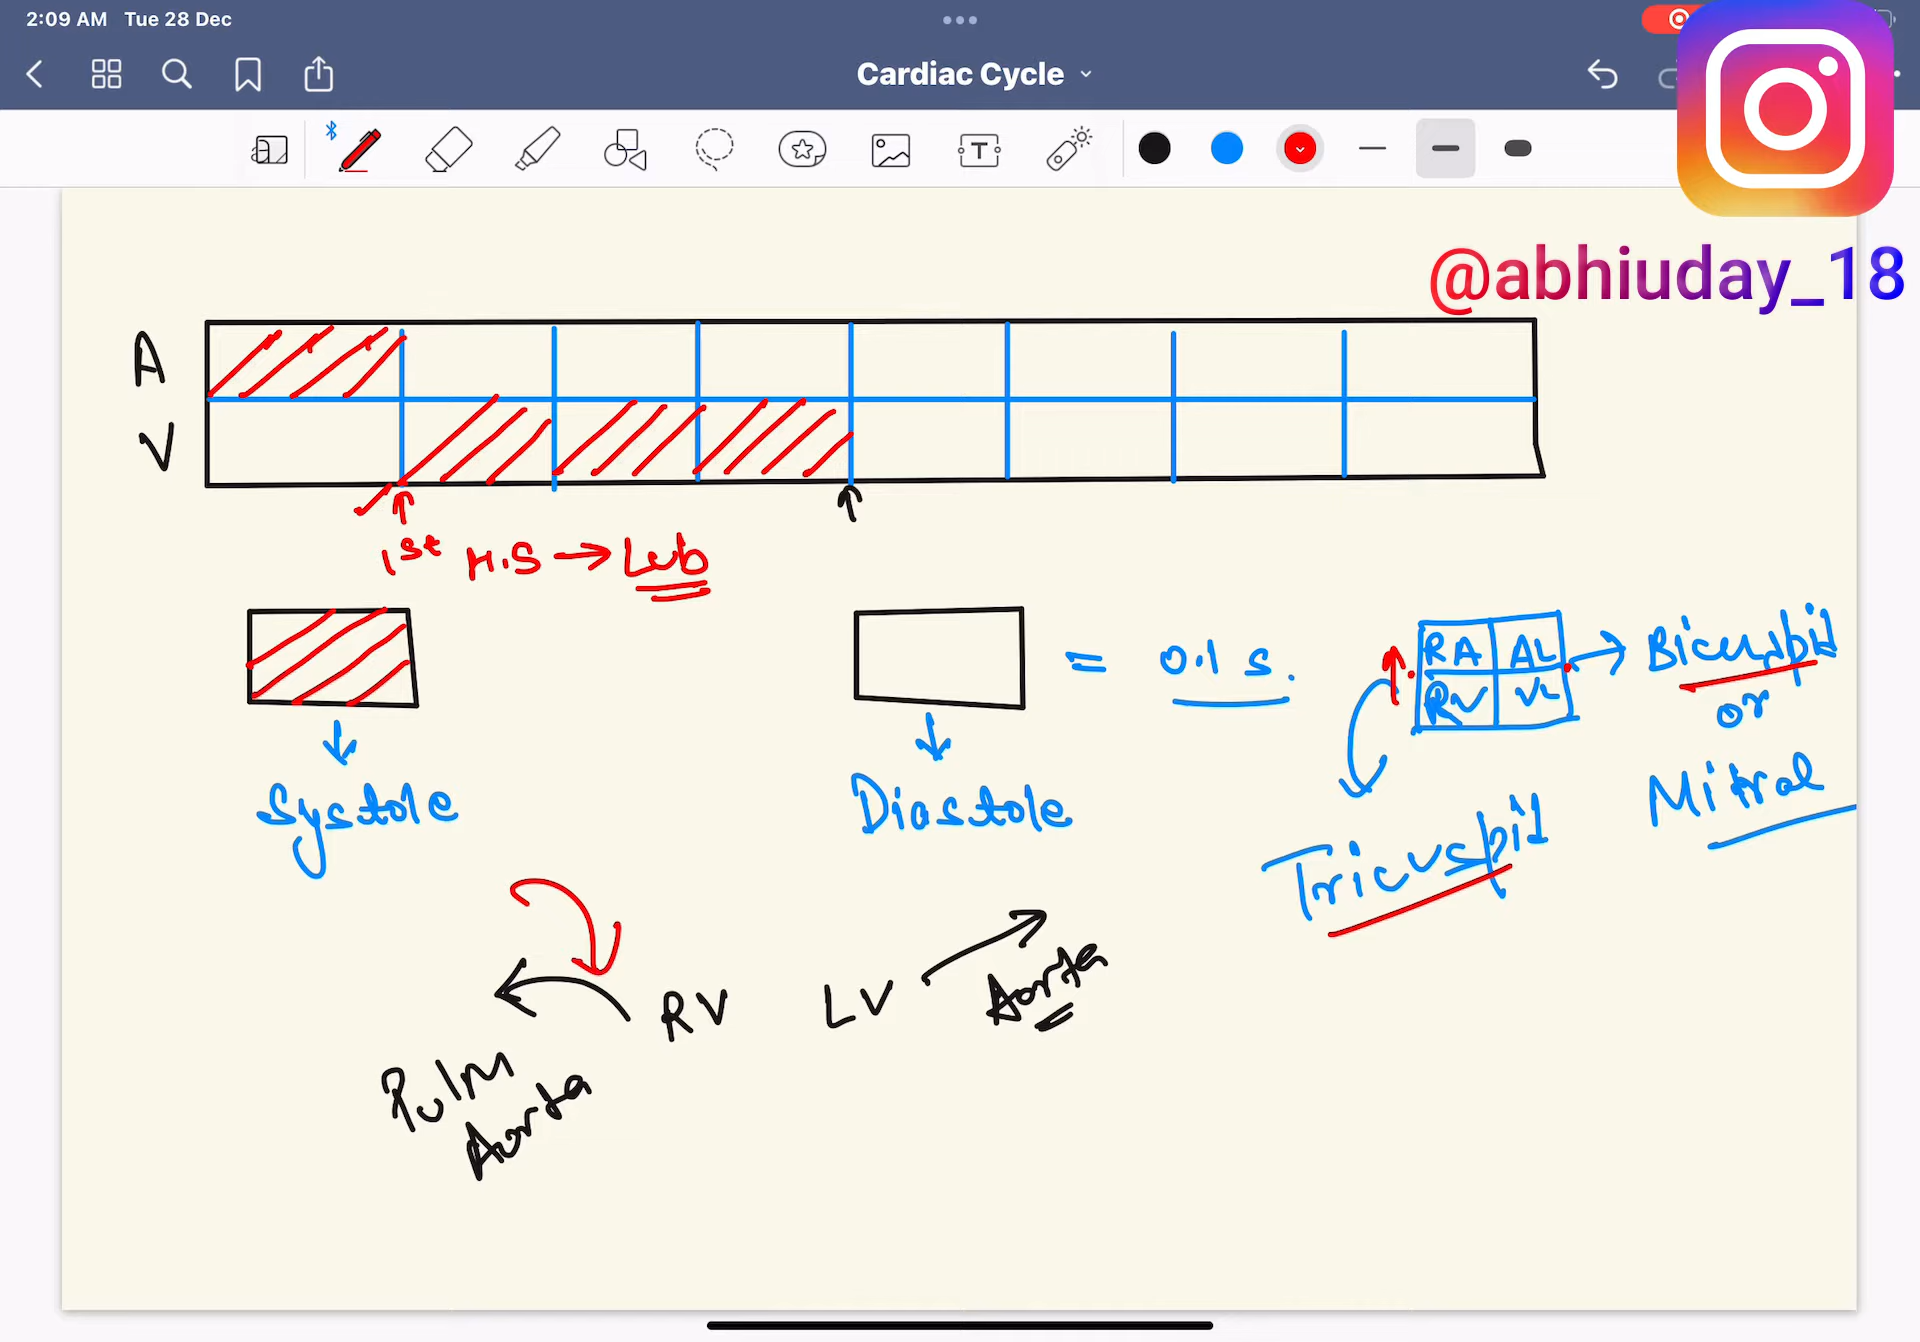 2:09 AM Tue 28 Dec
Cardiac Cycle
@abhiuday_18
A
V
1st H.S → Lub
= 0.1 s.
RA AL
RV VL
→ Bicuspid
or
Mitral
Tricuspid
Systole
Diastole
RV LV
Aorta
Pulm
Aorta